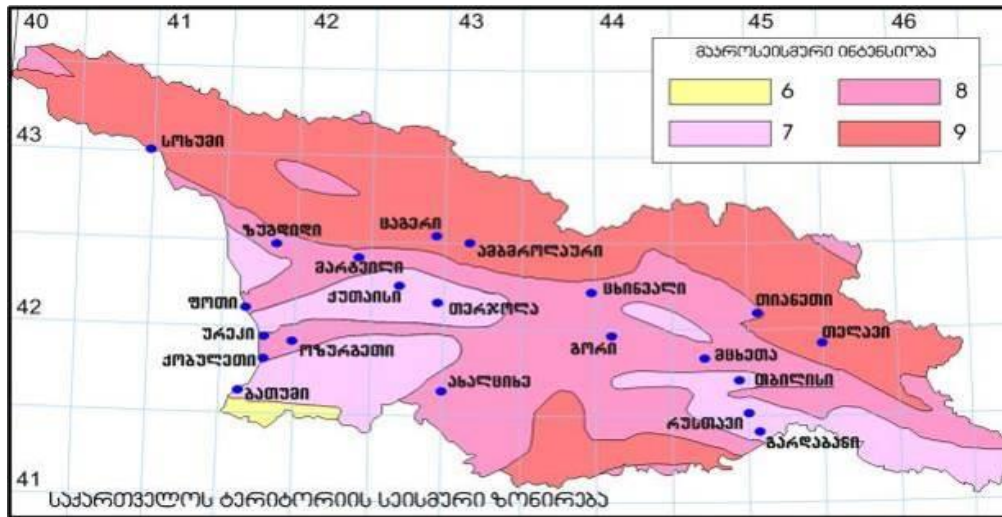 40 41 42 43 44 45 46
მაკროსეისმური ინტენსიობა
6 8
7 9
43
სოხუმი
ზუგდიდი
ცაგერი
ამბმროლაური
მარტვილი
42
ქუთაისი
ცხინვალი
ფოთი
თერჯოლა
თიანეთი
ურეკი
ოზურგეთი
გორი
თელავი
ქობულეთი
მცხეთა
ბათუმი
ახალციხე
თბილისი
რუსთავი
გარდაბანი
41
საქართველოს ტერიტორიის სეისმური ზონირება